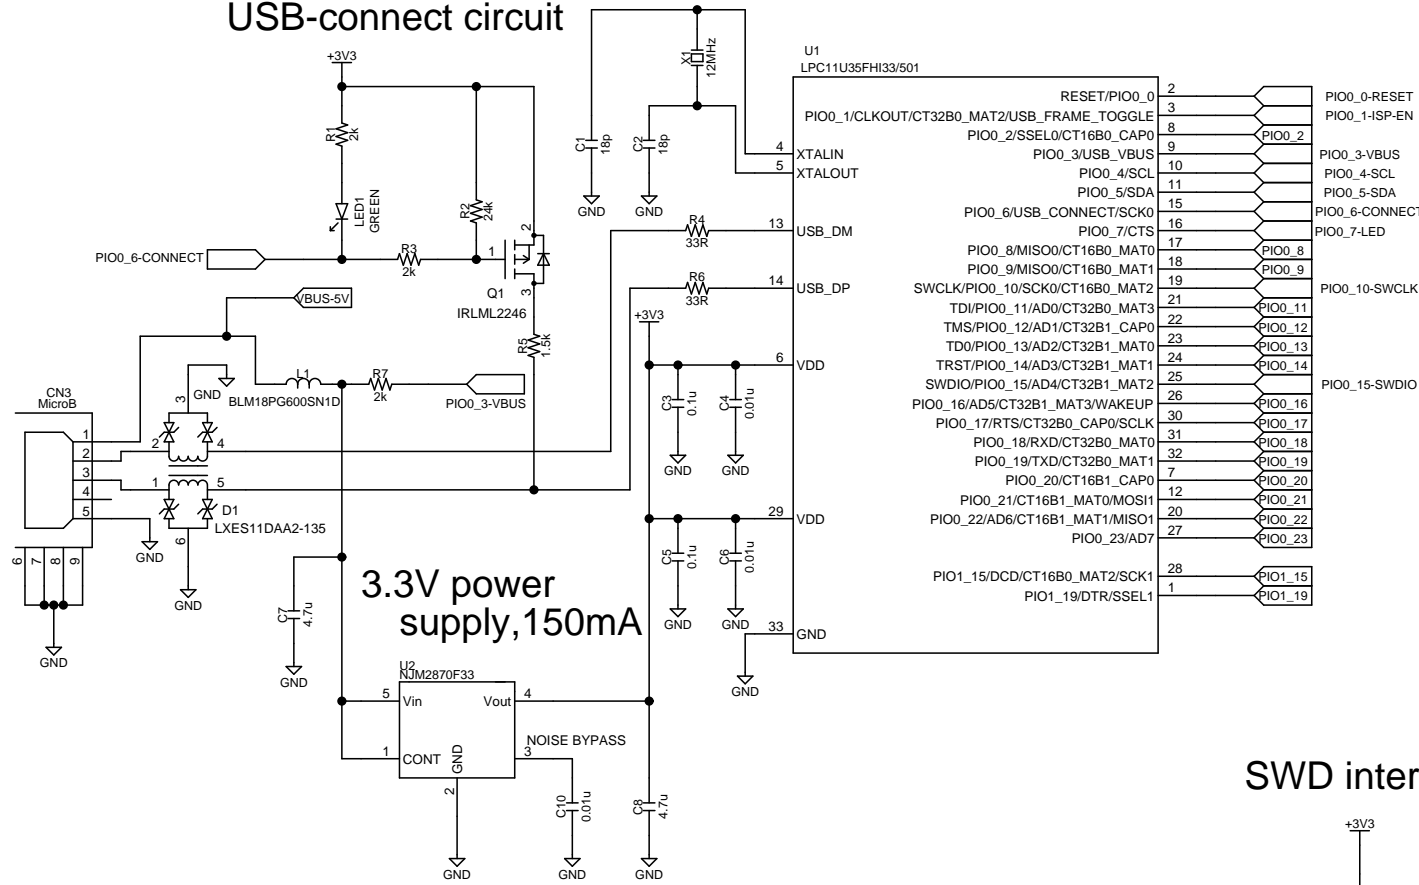 USB-connect circuit
+3V3
R1
2k
LED1
GREEN
R2
24k
PIO0_6-CONNECT
R3
2k
1
2
3
Q1
IRLML2246
R5
1.5k
VBUS-5V
CN3
MicroB
1
2
3
4
5
6
7
8
9
GND
GND
3
GND
2
4
1
5
D1
LXES11DAA2-135
6
GND
L1
BLM18PG600SN1D
R7
2k
PIO0_3-VBUS
C7
4.7u
GND
3.3V power
supply,150mA
U2
NJM2870F33
5
Vin
Vout
4
1
CONT
GND
2
NOISE BYPASS
3
GND
C10
0.01u
GND
C8
4.7u
GND
X1
12MHz
C1
18p
GND
C2
18p
GND
R4
33R
R6
33R
+3V3
C3
0.1u
GND
C4
0.01u
GND
C5
0.1u
GND
C6
0.01u
GND
GND
U1
LPC11U35FHI33/501
4 XTALIN
5 XTALOUT
13 USB_DM
14 USB_DP
6 VDD
29 VDD
33 GND
RESET/PIO0_0 2 PIO0_0-RESET
PIO0_1/CLKOUT/CT32B0_MAT2/USB_FRAME_TOGGLE 3 PIO0_1-ISP-EN
PIO0_2/SSEL0/CT16B0_CAP0 8 PIO0_2
PIO0_3/USB_VBUS 9 PIO0_3-VBUS
PIO0_4/SCL 10 PIO0_4-SCL
PIO0_5/SDA 11 PIO0_5-SDA
PIO0_6/USB_CONNECT/SCK0 15 PIO0_6-CONNECT
PIO0_7/CTS 16 PIO0_7-LED
PIO0_8/MISO0/CT16B0_MAT0 17 PIO0_8
PIO0_9/MISO0/CT16B0_MAT1 18 PIO0_9
SWCLK/PIO0_10/SCK0/CT16B0_MAT2 19 PIO0_10-SWCLK
TDI/PIO0_11/AD0/CT32B0_MAT3 21 PIO0_11
TMS/PIO0_12/AD1/CT32B1_CAP0 22 PIO0_12
TD0/PIO0_13/AD2/CT32B1_MAT0 23 PIO0_13
TRST/PIO0_14/AD3/CT32B1_MAT1 24 PIO0_14
SWDIO/PIO0_15/AD4/CT32B1_MAT2 25 PIO0_15-SWDIO
PIO0_16/AD5/CT32B1_MAT3/WAKEUP 26 PIO0_16
PIO0_17/RTS/CT32B0_CAP0/SCLK 30 PIO0_17
PIO0_18/RXD/CT32B0_MAT0 31 PIO0_18
PIO0_19/TXD/CT32B0_MAT1 32 PIO0_19
PIO0_20/CT16B1_CAP0 7 PIO0_20
PIO0_21/CT16B1_MAT0/MOSI1 12 PIO0_21
PIO0_22/AD6/CT16B1_MAT1/MISO1 20 PIO0_22
PIO0_23/AD7 27 PIO0_23
PIO1_15/DCD/CT16B0_MAT2/SCK1 28 PIO1_15
PIO1_19/DTR/SSEL1 1 PIO1_19
SWD inter
+3V3